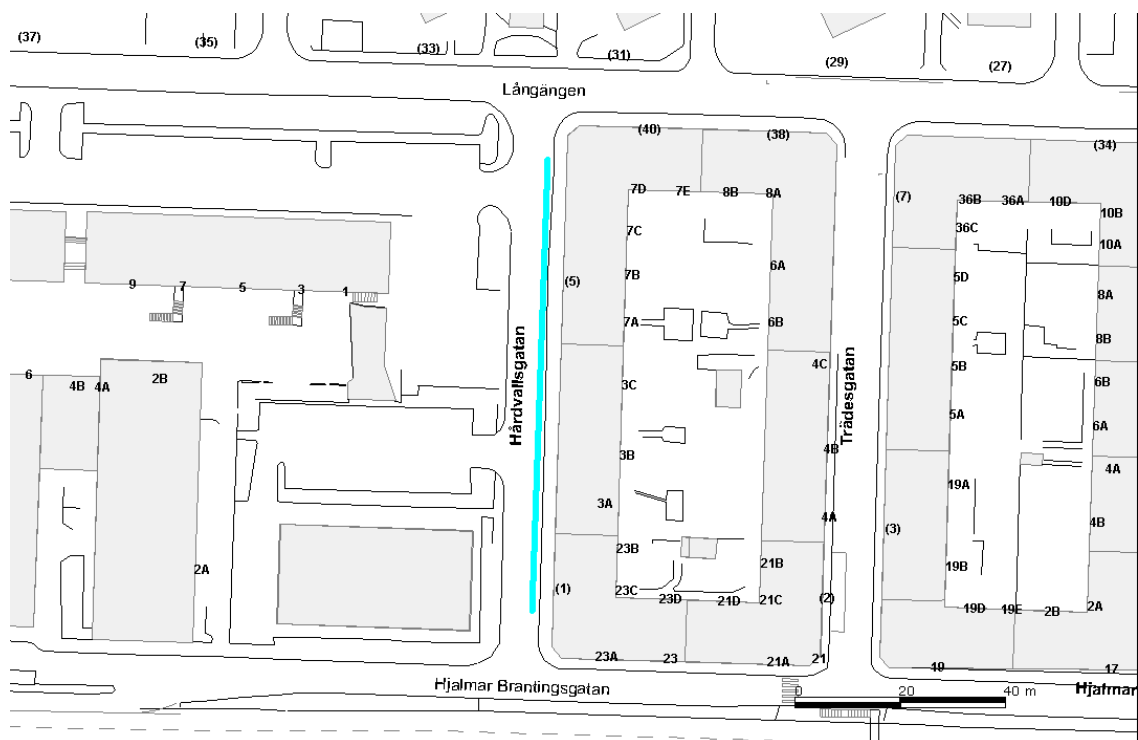 (37)
(35)
(33)
(31)
(29)
(27)
Långängen
(40)
(38)
(34)
7D
7E
8B
8A
(7)
36B
36A
10D
10B
7C
36C
10A
6A
(5)
7B
5D
9
7
5
3
1
8A
7A
6B
5C
8B
4C
5B
6
4B
4A
2B
3C
6B
Hårdvallsgatan
Trädesgatan
5A
6A
4B
3B
4A
19A
3A
4A
(3)
4B
23B
21B
19B
2A
(1)
23C
23D
21D
21C
(2)
19D
19E
2B
2A
23A
23
21A
21
19
17
Hjalmar Brantingsgatan
0
20
40 m
Hjalmar